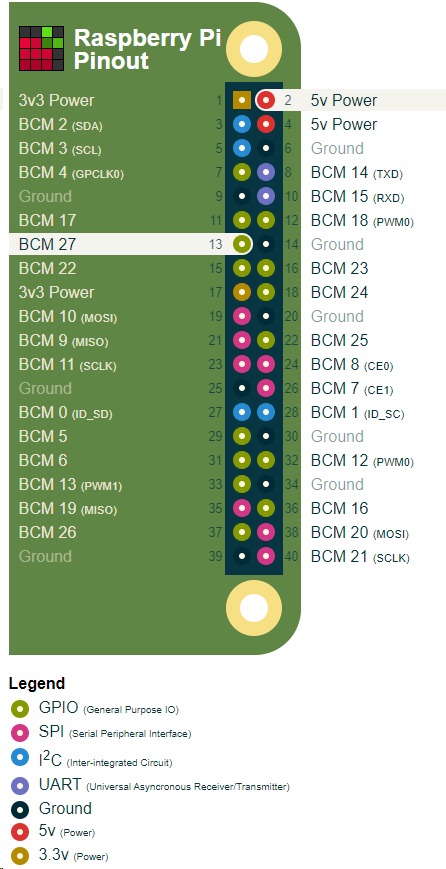 Raspberry Pi
Pinout
3v3 Power 1 2 5v Power
BCM 2 (SDA) 3 4 5v Power
BCM 3 (SCL) 5 6 Ground
BCM 4 (GPCLK0) 7 8 BCM 14 (TXD)
Ground 9 10 BCM 15 (RXD)
BCM 17 11 12 BCM 18 (PWM0)
BCM 27 13 14 Ground
BCM 22 15 16 BCM 23
3v3 Power 17 18 BCM 24
BCM 10 (MOSI) 19 20 Ground
BCM 9 (MISO) 21 22 BCM 25
BCM 11 (SCLK) 23 24 BCM 8 (CE0)
Ground 25 26 BCM 7 (CE1)
BCM 0 (ID_SD) 27 28 BCM 1 (ID_SC)
BCM 5 29 30 Ground
BCM 6 31 32 BCM 12 (PWM0)
BCM 13 (PWM1) 33 34 Ground
BCM 19 (MISO) 35 36 BCM 16
BCM 26 37 38 BCM 20 (MOSI)
Ground 39 40 BCM 21 (SCLK)
Legend
GPIO (General Purpose IO)
SPI (Serial Peripheral Interface)
I²C (Inter-integrated Circuit)
UART (Universal Asyncronous Receiver/Transmitter)
Ground
5v (Power)
3.3v (Power)